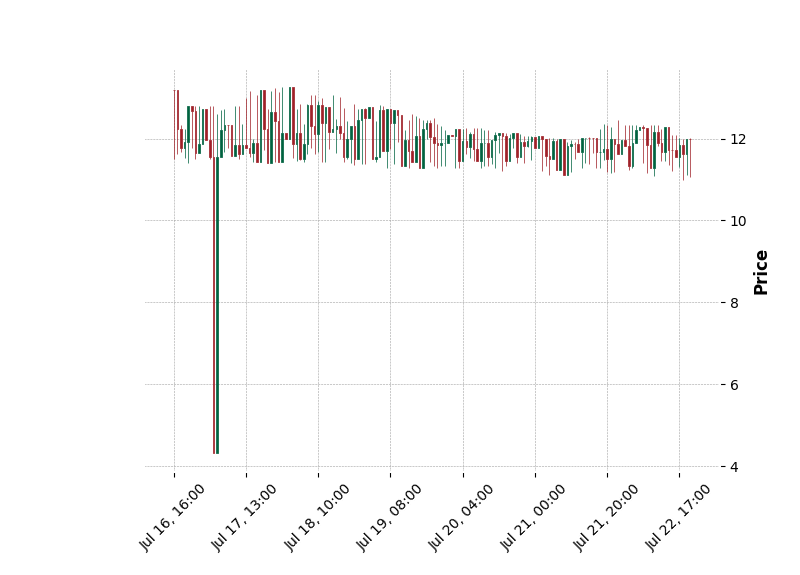 12
10
8
6
4
Price
Jul 16, 16:00
Jul 17, 13:00
Jul 18, 10:00
Jul 19, 08:00
Jul 20, 04:00
Jul 21, 00:00
Jul 21, 20:00
Jul 22, 17:00